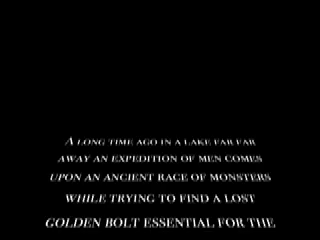 A LONG TIME AGO IN A LAKE FAR FAR
AWAY AN EXPEDITION OF MEN COMES
UPON AN ANCIENT RACE OF MONSTERS
WHILE TRYING TO FIND A LOST
GOLDEN BOLT ESSENTIAL FOR THE